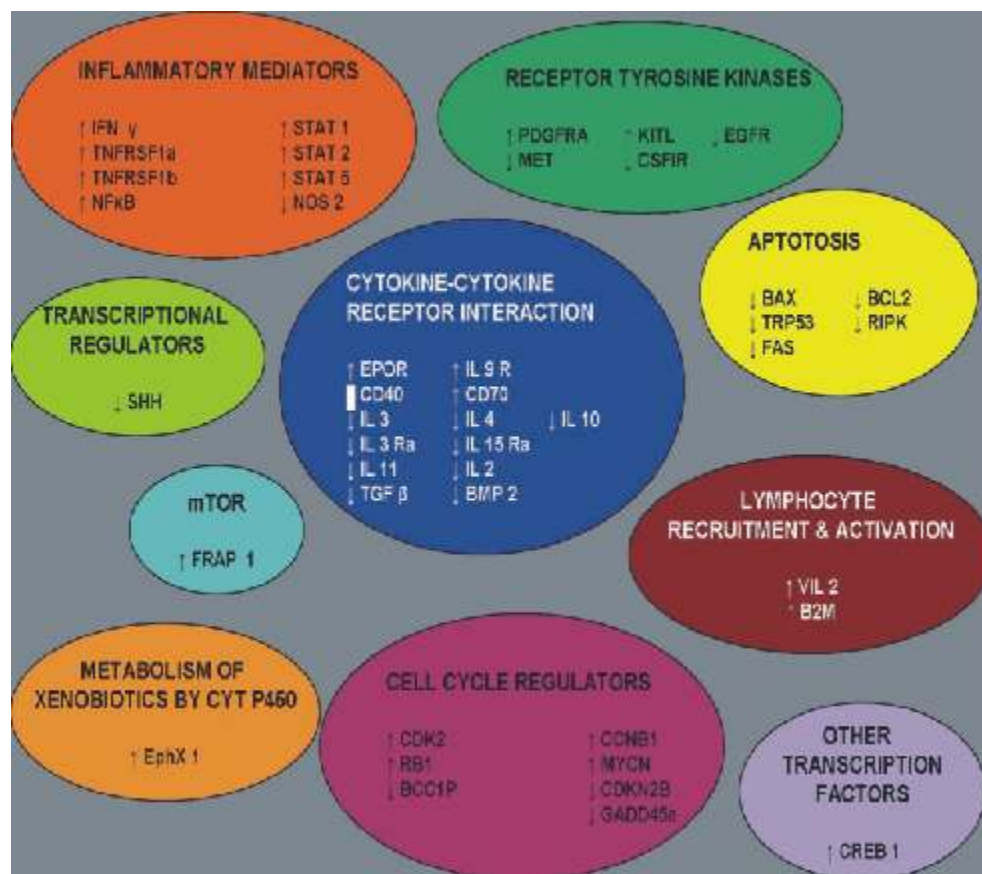 INFLAMMATORY MEDIATORS
↑ IFN γ ↑ STAT 1
↑ TNFRSF1a ↑ STAT 2
↑ TNFRSF1b ↑ STAT 5
↑ NFκB ↓ NOS 2
RECEPTOR TYROSINE KINASES
↑ PDGFRA ↑ KITL ↓ EGFR
↓ MET ↓ CSFIR
APTOTOSIS
↓ BAX ↓ BCL2
↓ TRP53 ↓ RIPK
↓ FAS
TRANSCRIPTIONAL
REGULATORS
↓ SHH
CYTOKINE-CYTOKINE
RECEPTOR INTERACTION
↑ EPOR ↑ IL 9 R
CD40 ↑ CD70
↓ IL 3 ↓ IL 4 ↓ IL 10
↓ IL 3 Ra ↓ IL 15 Ra
↓ IL 11 ↓ IL 2
↓ TGF β ↓ BMP 2
mTOR
↑ FRAP 1
LYMPHOCYTE
RECRUITMENT & ACTIVATION
↑ VIL 2
↑ B2M
METABOLISM OF
XENOBIOTICS BY CYT P450
↑ EphX 1
CELL CYCLE REGULATORS
↑ CDK2 ↑ CCNB1
↑ RB1 ↑ MYCN
↓ BCC1P ↓ CDKN2B
↓ GADD45a
OTHER
TRANSCRIPTION
FACTORS
↑ CREB 1